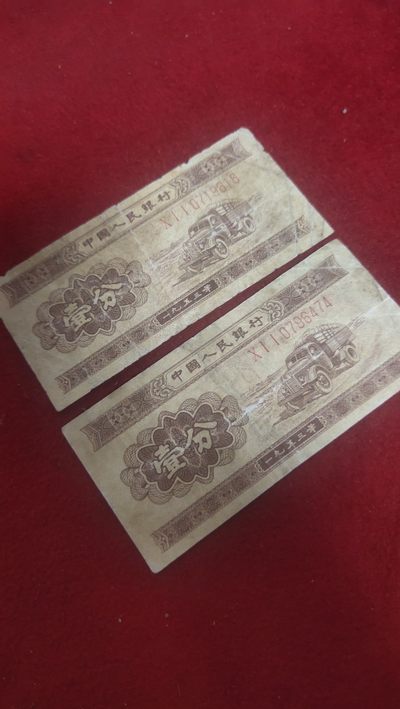 中國人民銀行
壹分
一九五三年
中國人民銀行
壹分
一九五三年